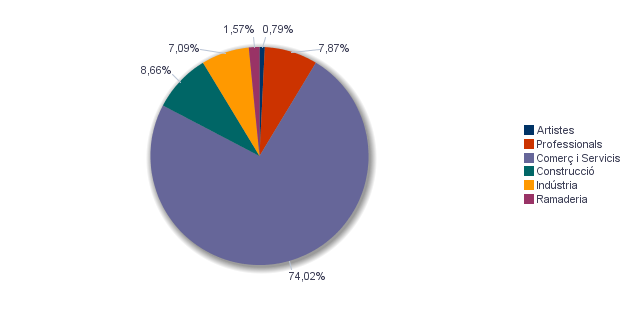 1,57%
0,79%
7,09%
7,87%
8,66%
74,02%
Artistes
Professionals
Comerç i Servicis
Construcció
Indústria
Ramaderia